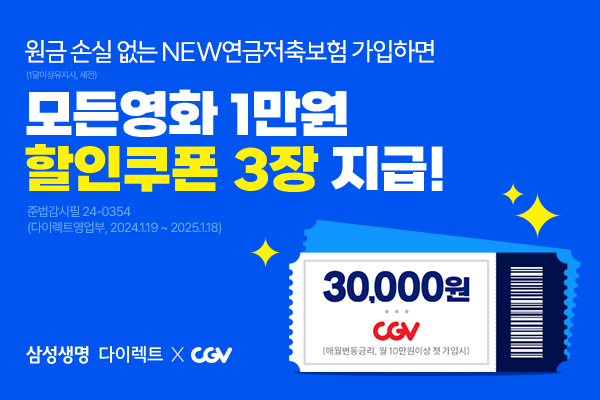 원금 손실 없는 NEW연금저축보험 가입하면
(1달이상유지시, 세전)
모든영화 1만원
할인쿠폰 3장 지급!
준법감시필 24-0354
(다이렉트영업부, 2024.1.19 ~ 2025.1.18)
30,000원
CGV
(매월변동금리, 월 10만원이상 첫 가입시)
삼성생명 다이렉트 X CGV